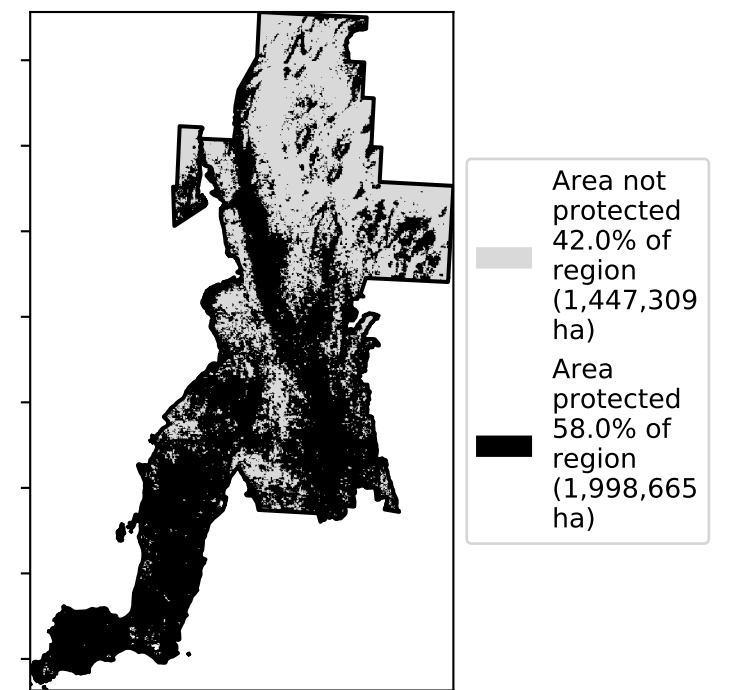 Area not
protected
42.0% of
region
(1,447,309
ha)
Area
protected
58.0% of
region
(1,998,665
ha)